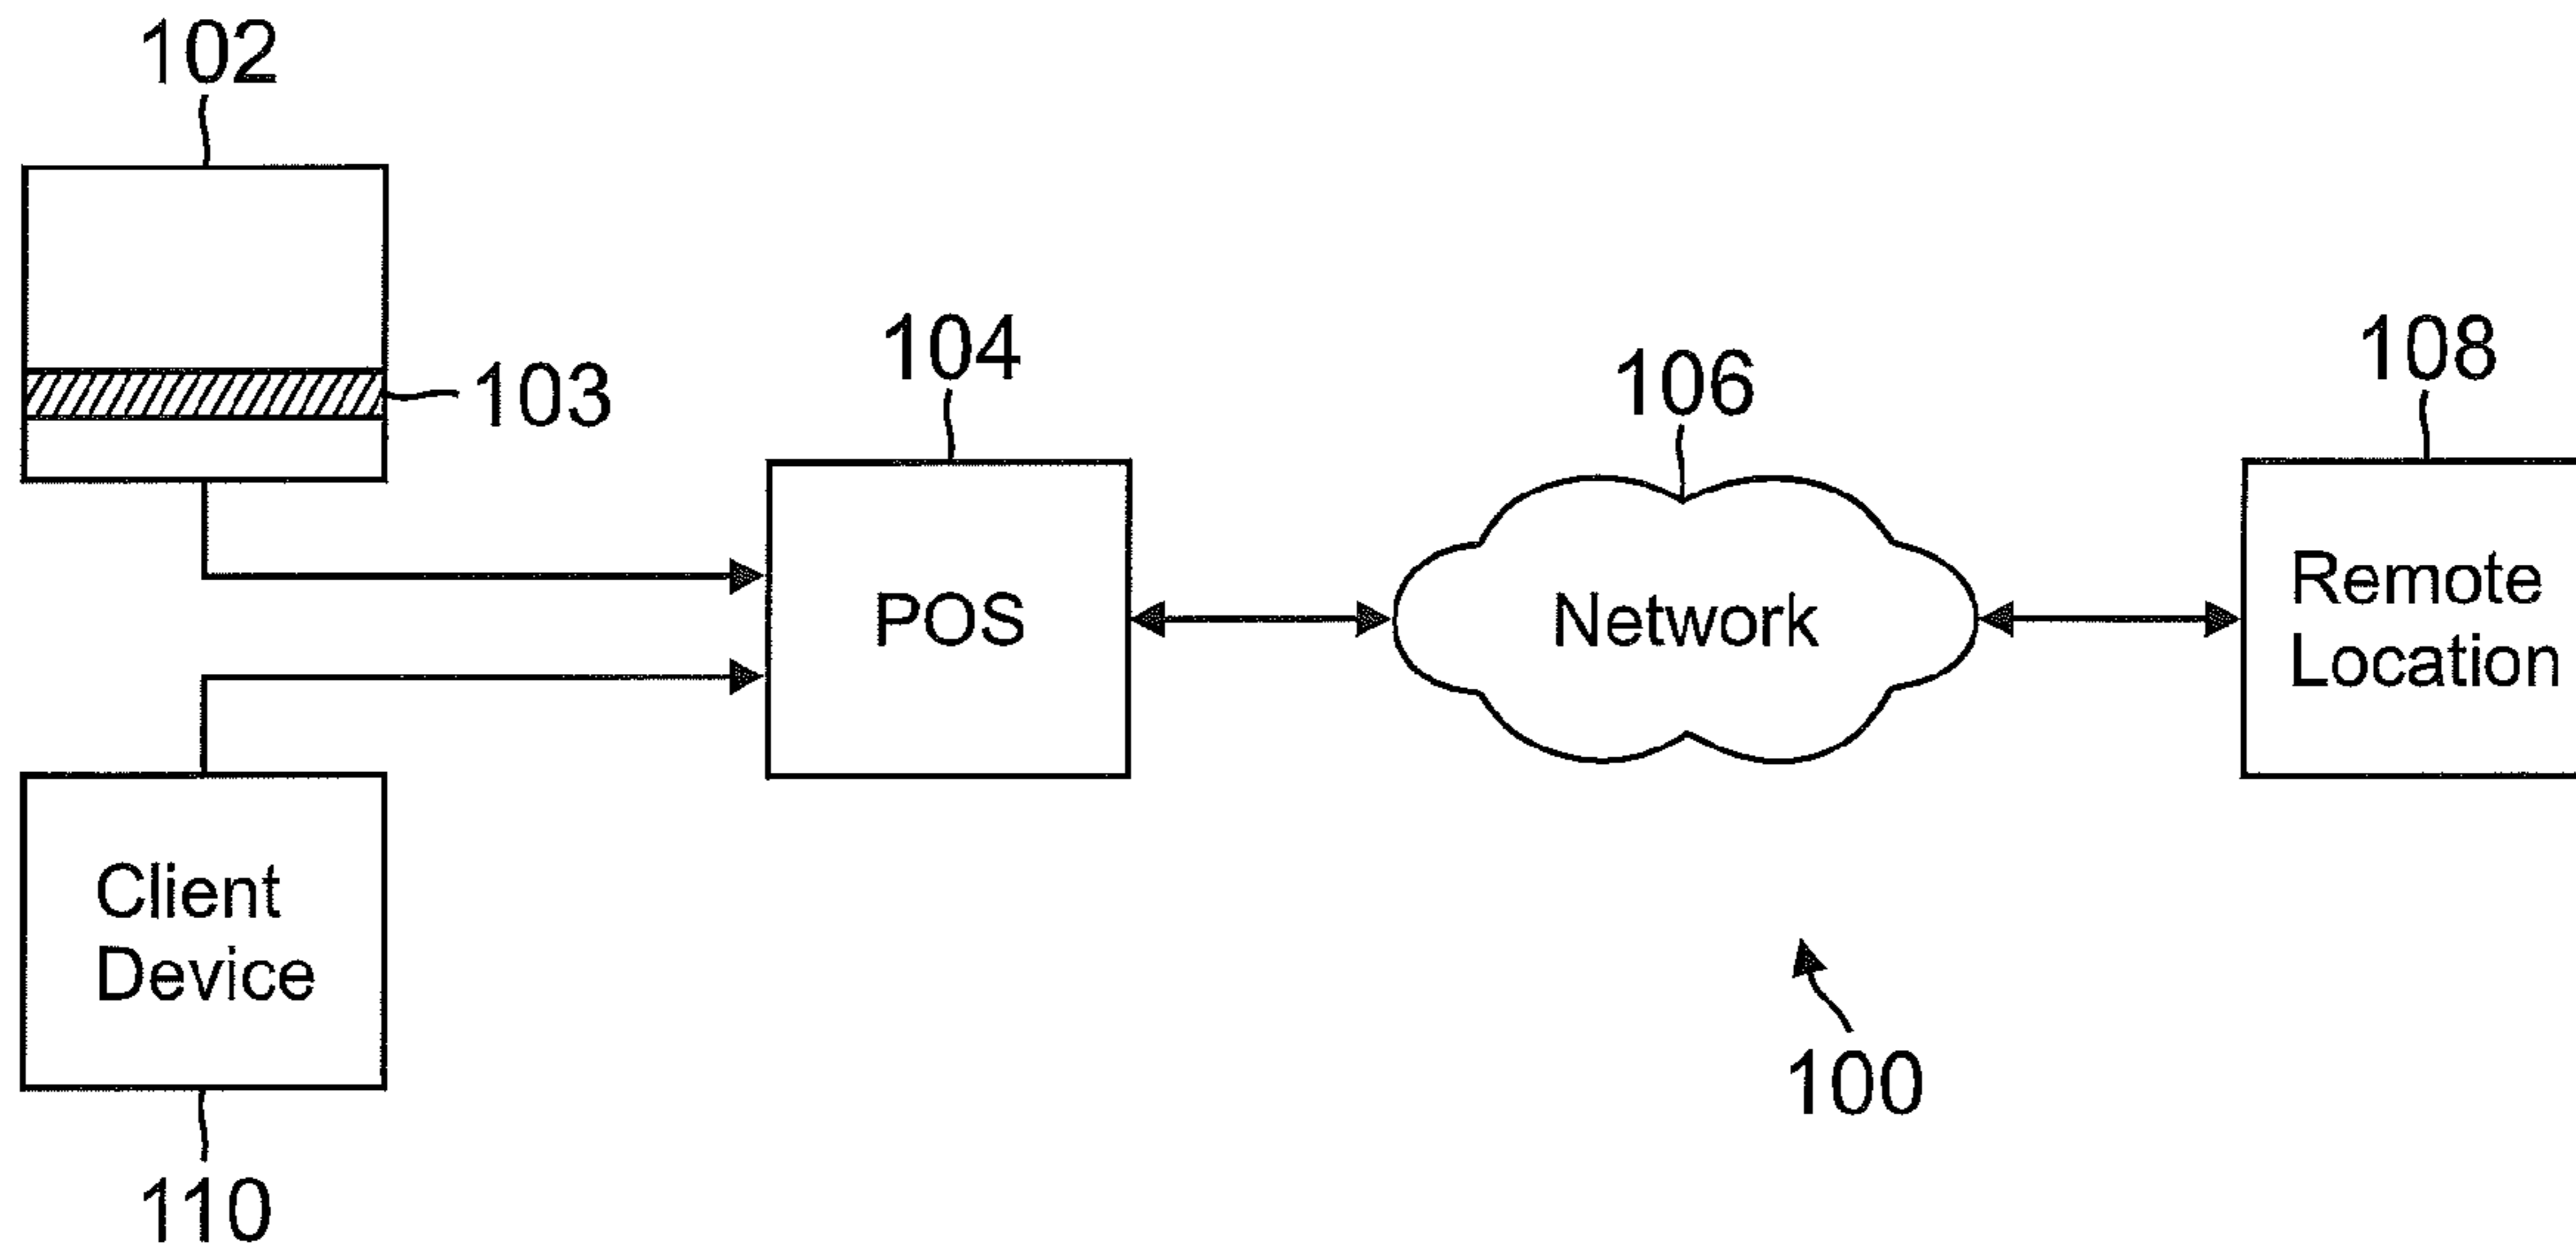 102
103
104
106
108
POS
Network
Remote
Location
Client
Device
100
110